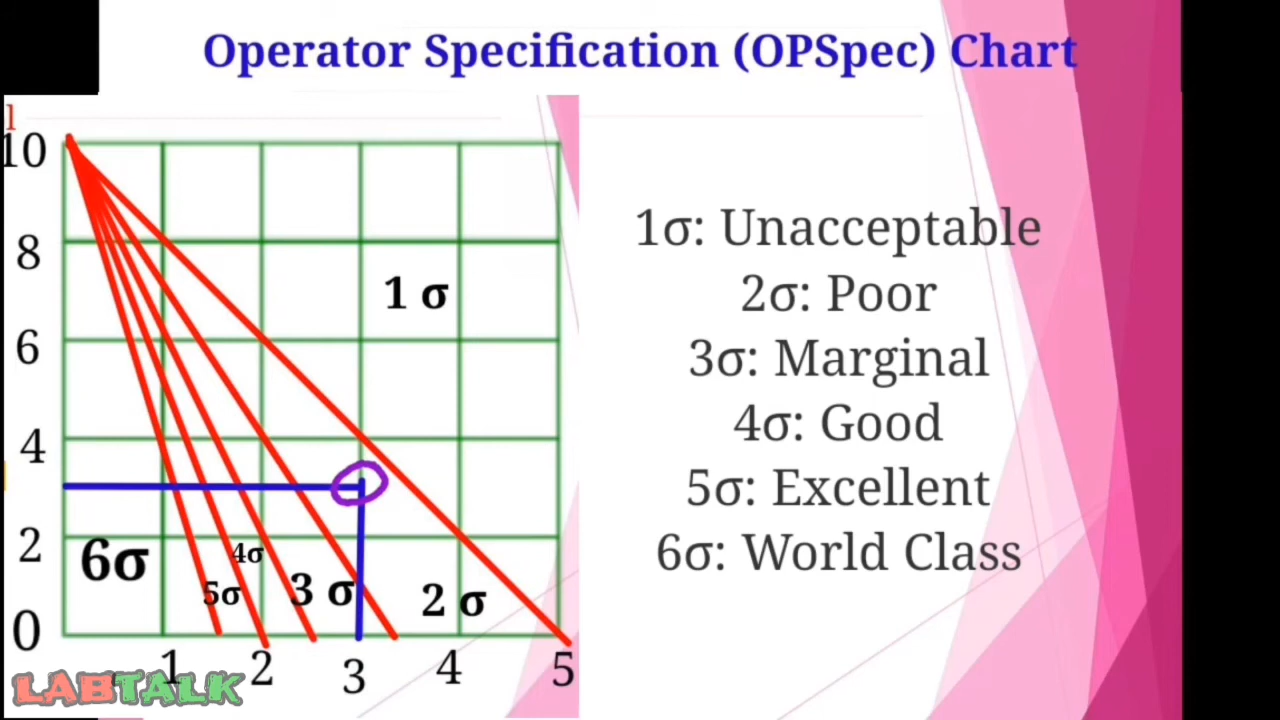 Operator Specification (OPSpec) Chart
10
8
6
4
2
0
1 σ
6σ
5σ
4σ
3 σ
2 σ
1
2
3
4
5
1σ: Unacceptable
2σ: Poor
3σ: Marginal
4σ: Good
5σ: Excellent
6σ: World Class
LABTALK